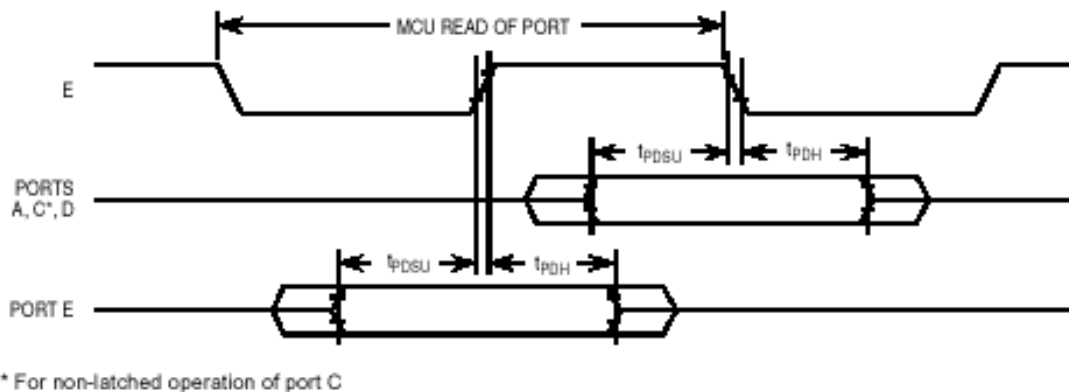 MCU READ OF PORT
E
tPDSU
tPDH
PORTS
A, C*, D
tPDSU
tPDH
PORT E
* For non-latched operation of port C